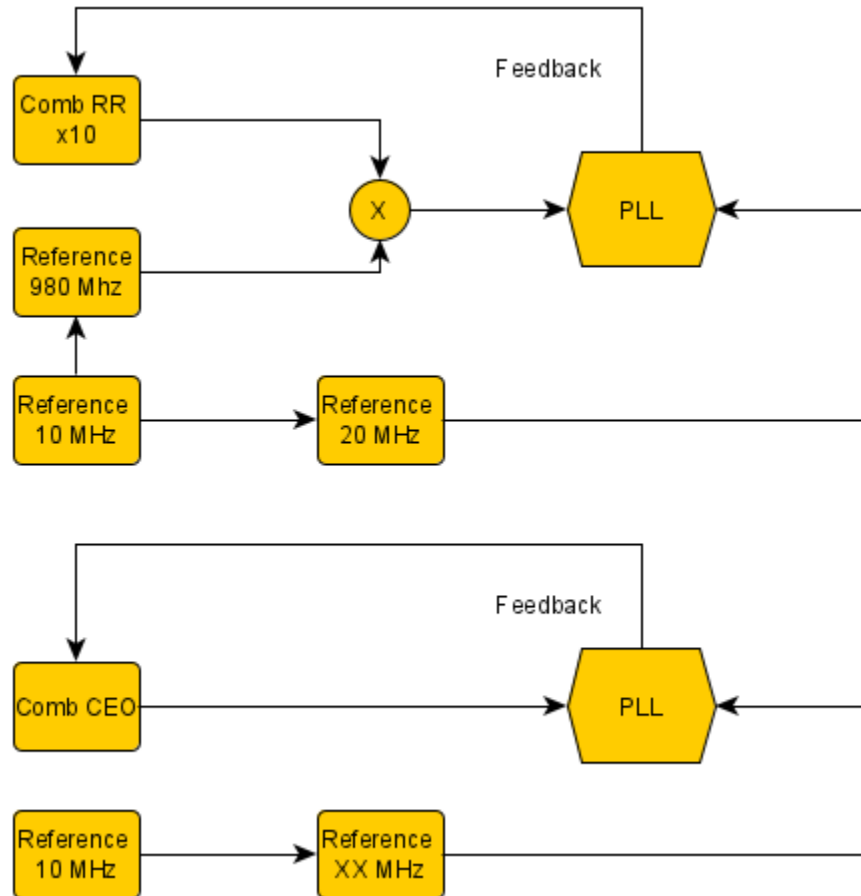 Feedback
Comb RR
x10
X
PLL
Reference
980 Mhz
Reference
10 MHz
Reference
20 MHz
Feedback
Comb CEO
PLL
Reference
10 MHz
Reference
XX MHz